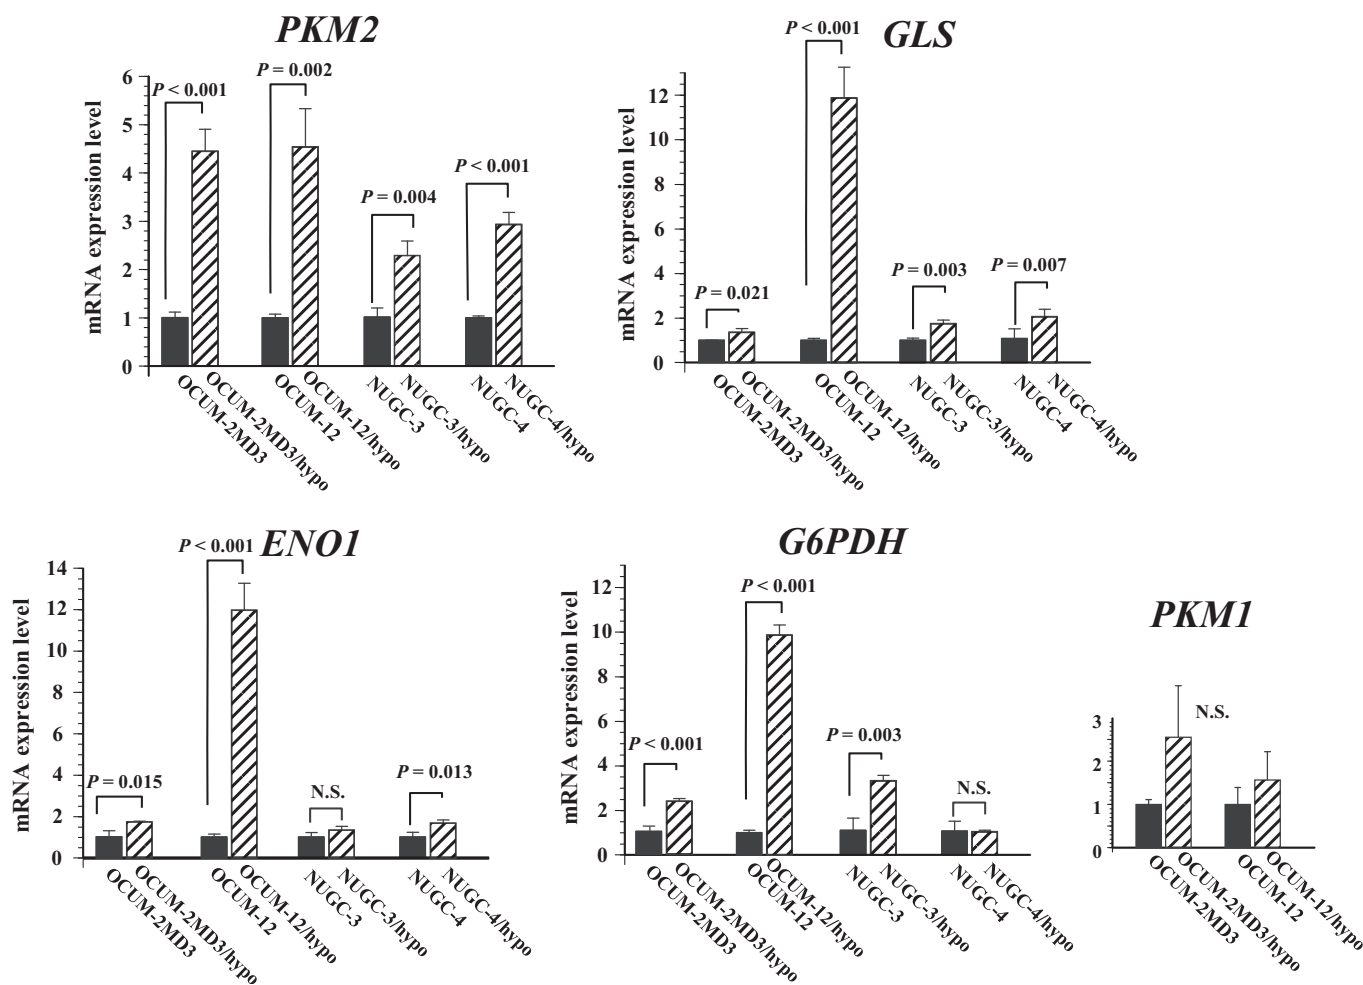 PKM2
mRNA expression level
6
5
4
3
2
1
0
P < 0.001
P = 0.002
P = 0.004
P < 0.001
OCUM-2MD3
OCUM-2MD3/hypo
OCUM-12
OCUM-12/hypo
NUGC-3
NUGC-3/hypo
NUGC-4
NUGC-4/hypo
GLS
mRNA expression level
12
10
8
6
4
2
0
P = 0.021
P < 0.001
P = 0.003
P = 0.007
OCUM-2MD3
OCUM-2MD3/hypo
OCUM-12
OCUM-12/hypo
NUGC-3
NUGC-3/hypo
NUGC-4
NUGC-4/hypo
ENO1
mRNA expression level
14
12
10
8
6
4
2
0
P = 0.015
P < 0.001
N.S.
P = 0.013
OCUM-2MD3
OCUM-2MD3/hypo
OCUM-12
OCUM-12/hypo
NUGC-3
NUGC-3/hypo
NUGC-4
NUGC-4/hypo
G6PDH
mRNA expression level
12
10
8
6
4
2
0
P < 0.001
P < 0.001
P = 0.003
N.S.
OCUM-2MD3
OCUM-2MD3/hypo
OCUM-12
OCUM-12/hypo
NUGC-3
NUGC-3/hypo
NUGC-4
NUGC-4/hypo
PKM1
3
2
1
0
N.S.
OCUM-2MD3
OCUM-2MD3/hypo
OCUM-12
OCUM-12/hypo